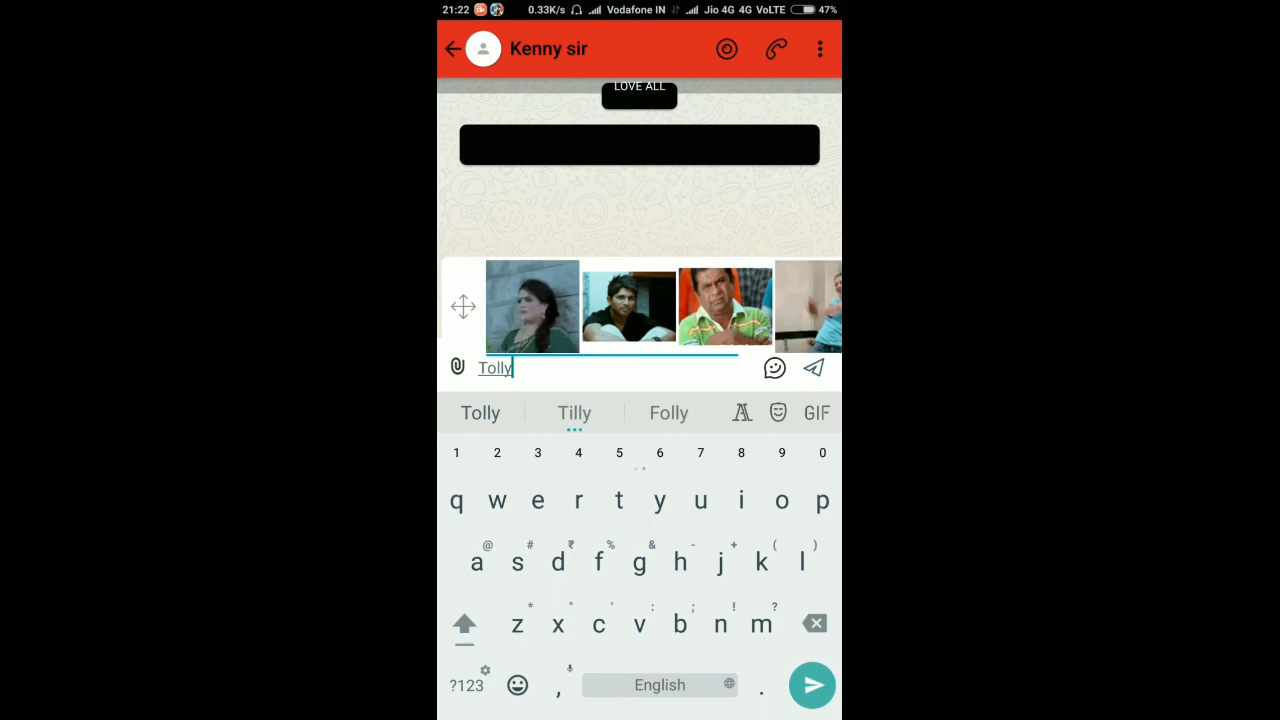 21:22 0.33K/s Vodafone IN Jio 4G 4G VoLTE 47%
Kenny sir
LOVE ALL
Tolly
Tolly Tilly Folly GIF
1 2 3 4 5 6 7 8 9 0
q w e r t y u i o p
@ # ₹ % & - + ( )
a s d f g h j k l
* " ' : ; ! ?
z x c v b n m
?123 , English .